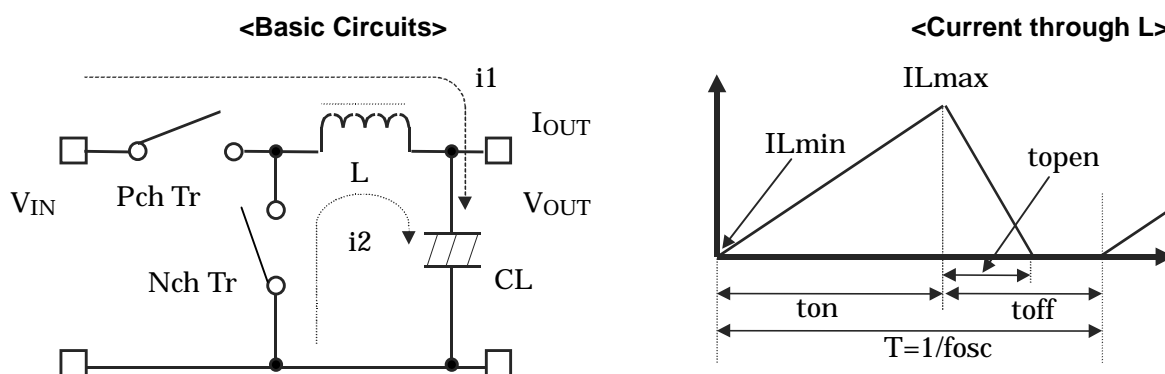 <Basic Circuits>
i1
IOUT
L
VIN
Pch Tr
VOUT
i2
Nch Tr
CL
<Current through L>
ILmax
ILmin
topen
ton
toff
T=1/fosc